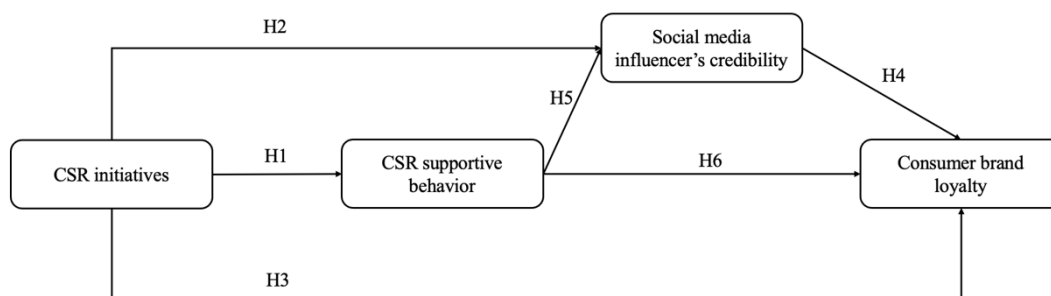 H2
Social media
influencer's credibility
H4
H5
CSR initiatives
H1
CSR supportive
behavior
H6
Consumer brand
loyalty
H3